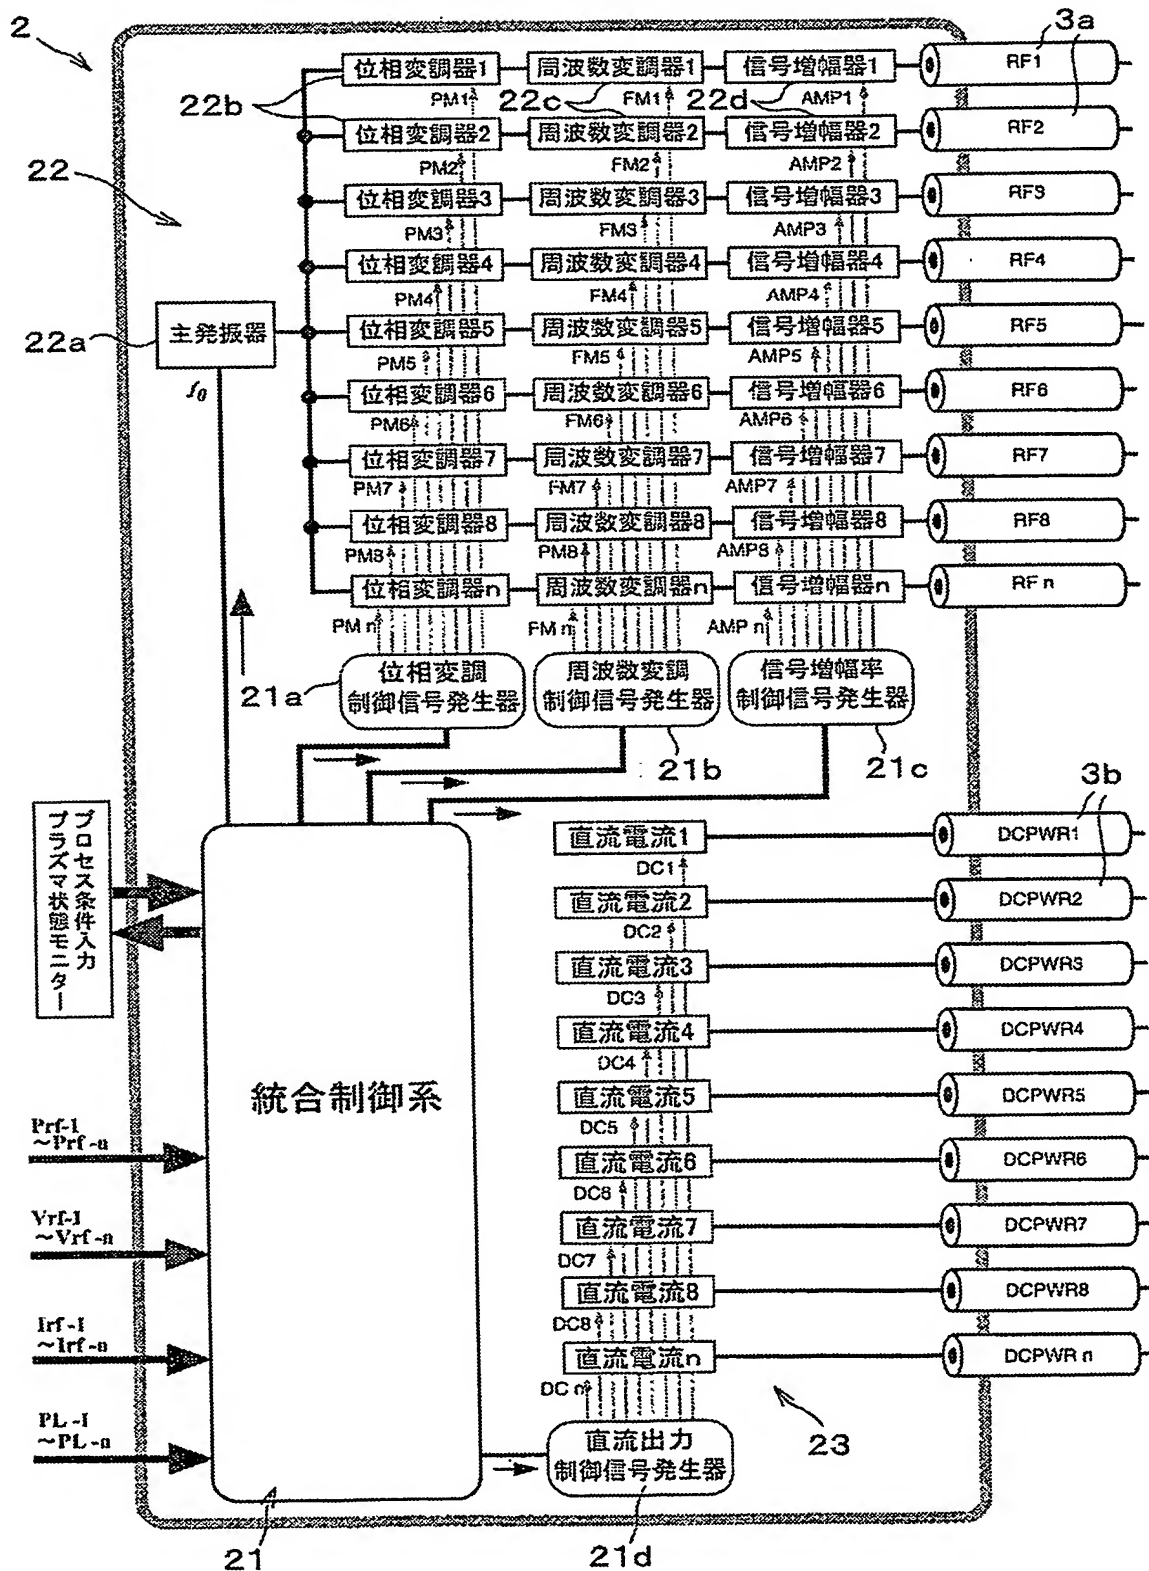 2
3a
位相変調器1
周波数変調器1
信号増幅器1
RF1
22b
PM1
22c
FM1
22d
AMP1
位相変調器2
周波数変調器2
信号増幅器2
RF2
PM2
FM2
AMP2
22
位相変調器3
周波数変調器3
信号増幅器3
RF3
PM3
FM3
AMP3
位相変調器4
周波数変調器4
信号増幅器4
RF4
PM4
FM4
AMP4
主発振器
22a
f0
位相変調器5
周波数変調器5
信号増幅器5
RF5
PM5
FM5
AMP5
位相変調器6
周波数変調器6
信号増幅器6
RF6
PM6
FM6
AMP6
位相変調器7
周波数変調器7
信号増幅器7
RF7
PM7
FM7
AMP7
位相変調器8
周波数変調器8
信号増幅器8
RF8
PM8
PM8
AMP8
位相変調器n
周波数変調器n
信号増幅器n
RF n
PM n
FM n
AMP n
位相変調
制御信号発生器
21a
周波数変調
制御信号発生器
21b
信号増幅率
制御信号発生器
21c
3b
プロセス条件入力
プラズマ状態モニター
統合制御系
21
Prf-1
～Prf-n
Vrf-1
～Vrf-n
Irf-1
～Irf-n
PL-1
～PL-n
直流電流1
DCPWR1
DC1
直流電流2
DCPWR2
DC2
直流電流3
DCPWR3
DC3
直流電流4
DCPWR4
DC4
直流電流5
DCPWR5
DC5
直流電流6
DCPWR6
DC8
直流電流7
DCPWR7
DC7
直流電流8
DCPWR8
DC8
直流電流n
DCPWR n
DC n
23
直流出力
制御信号発生器
21d